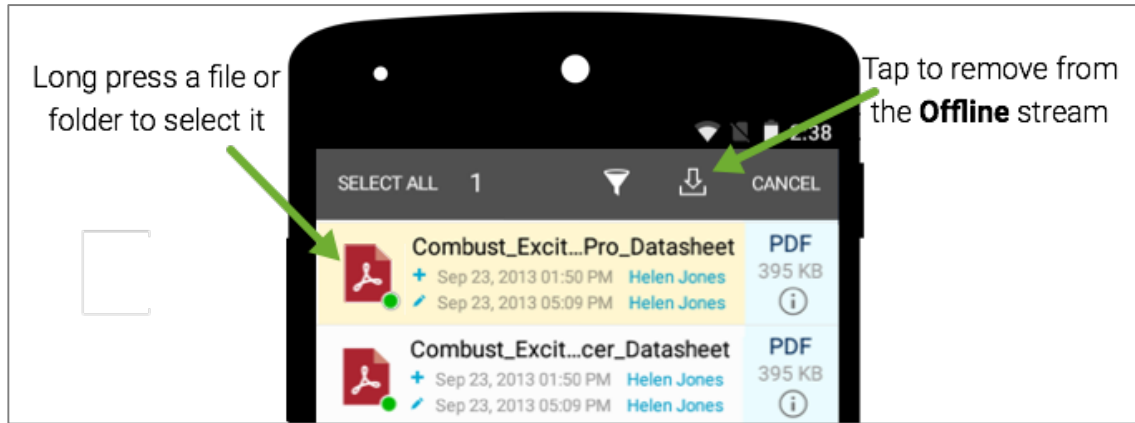 Long press a file or
folder to select it
Tap to remove from
the Offline stream
2:38
SELECT ALL 1 CANCEL
Combust_Excit...Pro_Datasheet PDF
+ Sep 23, 2013 01:50 PM Helen Jones 395 KB
Sep 23, 2013 05:09 PM Helen Jones
Combust_Excit...cer_Datasheet PDF
+ Sep 23, 2013 01:50 PM Helen Jones 395 KB
Sep 23, 2013 05:09 PM Helen Jones